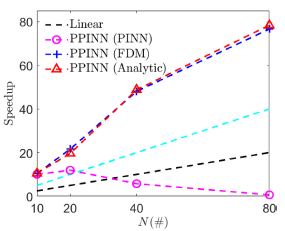 80
60
40
20
0
Speedup
Linear
PPINN (PINN)
PPINN (FDM)
PPINN (Analytic)
10
20
40
80
N(#)